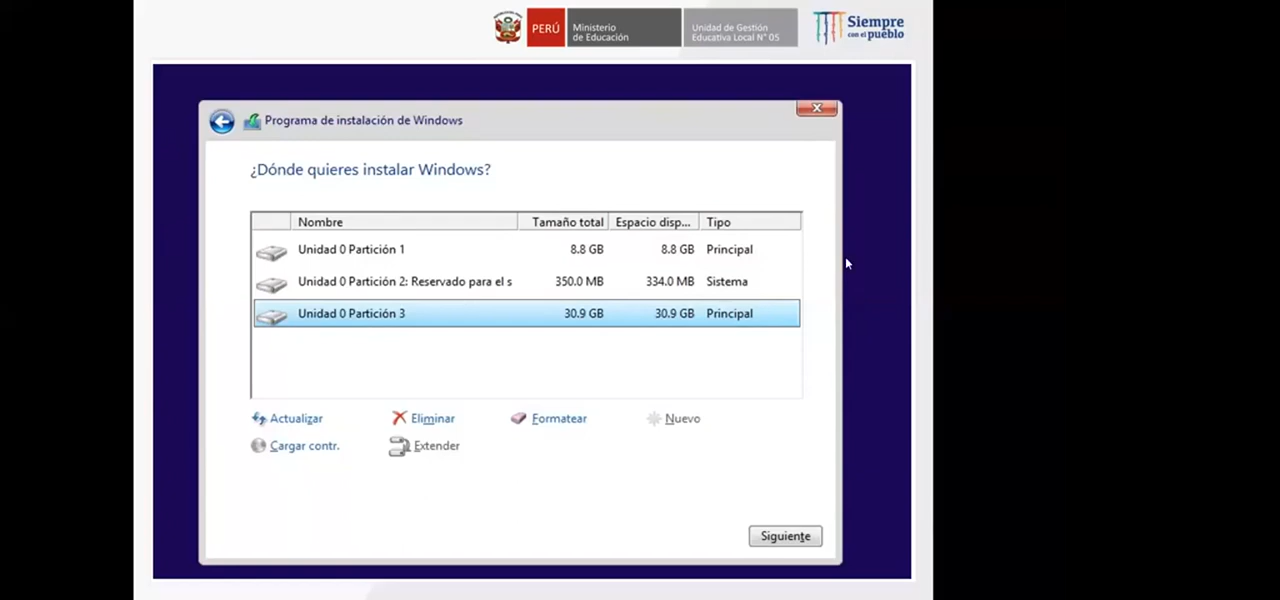 PERÚ
Ministerio
de Educación
Unidad de Gestión
Educativa Local N° 05
Siempre
con el pueblo
Programa de instalación de Windows
¿Dónde quieres instalar Windows?
Nombre Tamaño total Espacio disp... Tipo
Unidad 0 Partición 1 8.8 GB 8.8 GB Principal
Unidad 0 Partición 2: Reservado para el s 350.0 MB 334.0 MB Sistema
Unidad 0 Partición 3 30.9 GB 30.9 GB Principal
Actualizar Eliminar Formatear Nuevo
Cargar contr. Extender
Siguiente